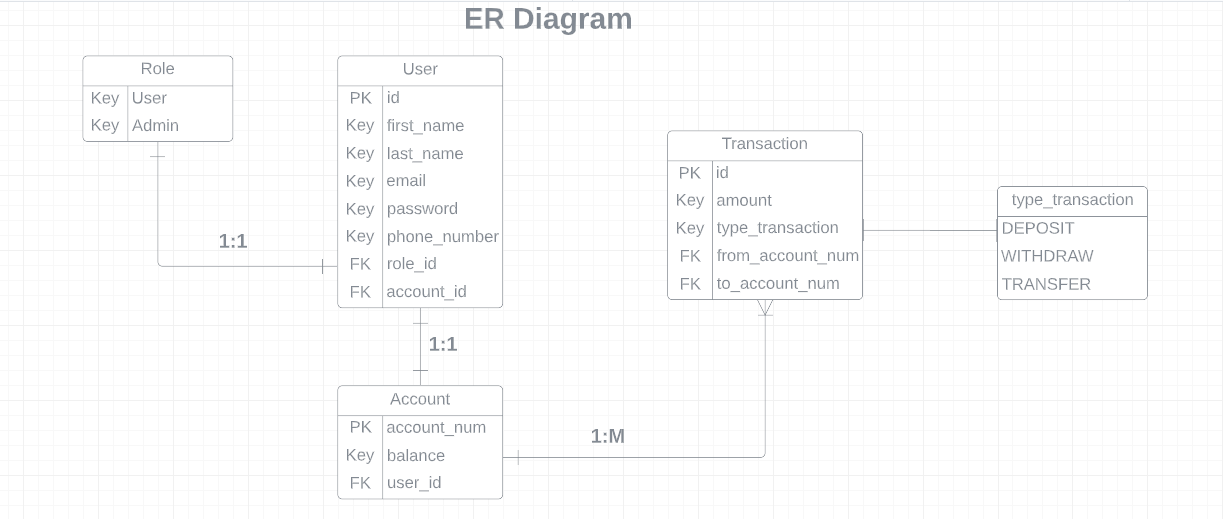 ER Diagram
Role
Key User
Key Admin
User
PK id
Key first_name
Key last_name
Key email
Key password
Key phone_number
FK role_id
FK account_id
Transaction
PK id
Key amount
Key type_transaction
FK from_account_num
FK to_account_num
type_transaction
DEPOSIT
WITHDRAW
TRANSFER
1:1
1:1
Account
PK account_num
Key balance
FK user_id
1:M